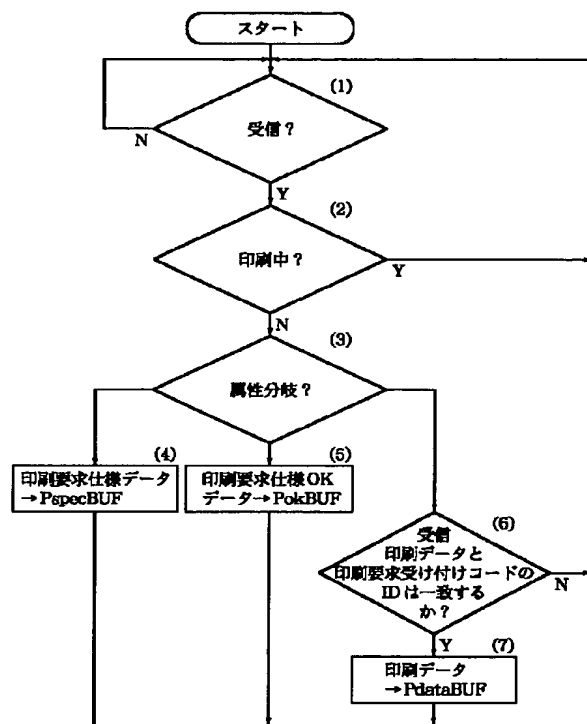 スタート
(1)
受信？
N
Y
(2)
印刷中？
Y
N
(3)
属性分岐？
(4)
印刷要求仕様データ
→PspecBUF
(5)
印刷要求仕様OK
データ→PokBUF
(6)
受信
印刷データと
印刷要求受け付けコードの
IDは一致する
か？
N
Y
(7)
印刷データ
→PdataBUF